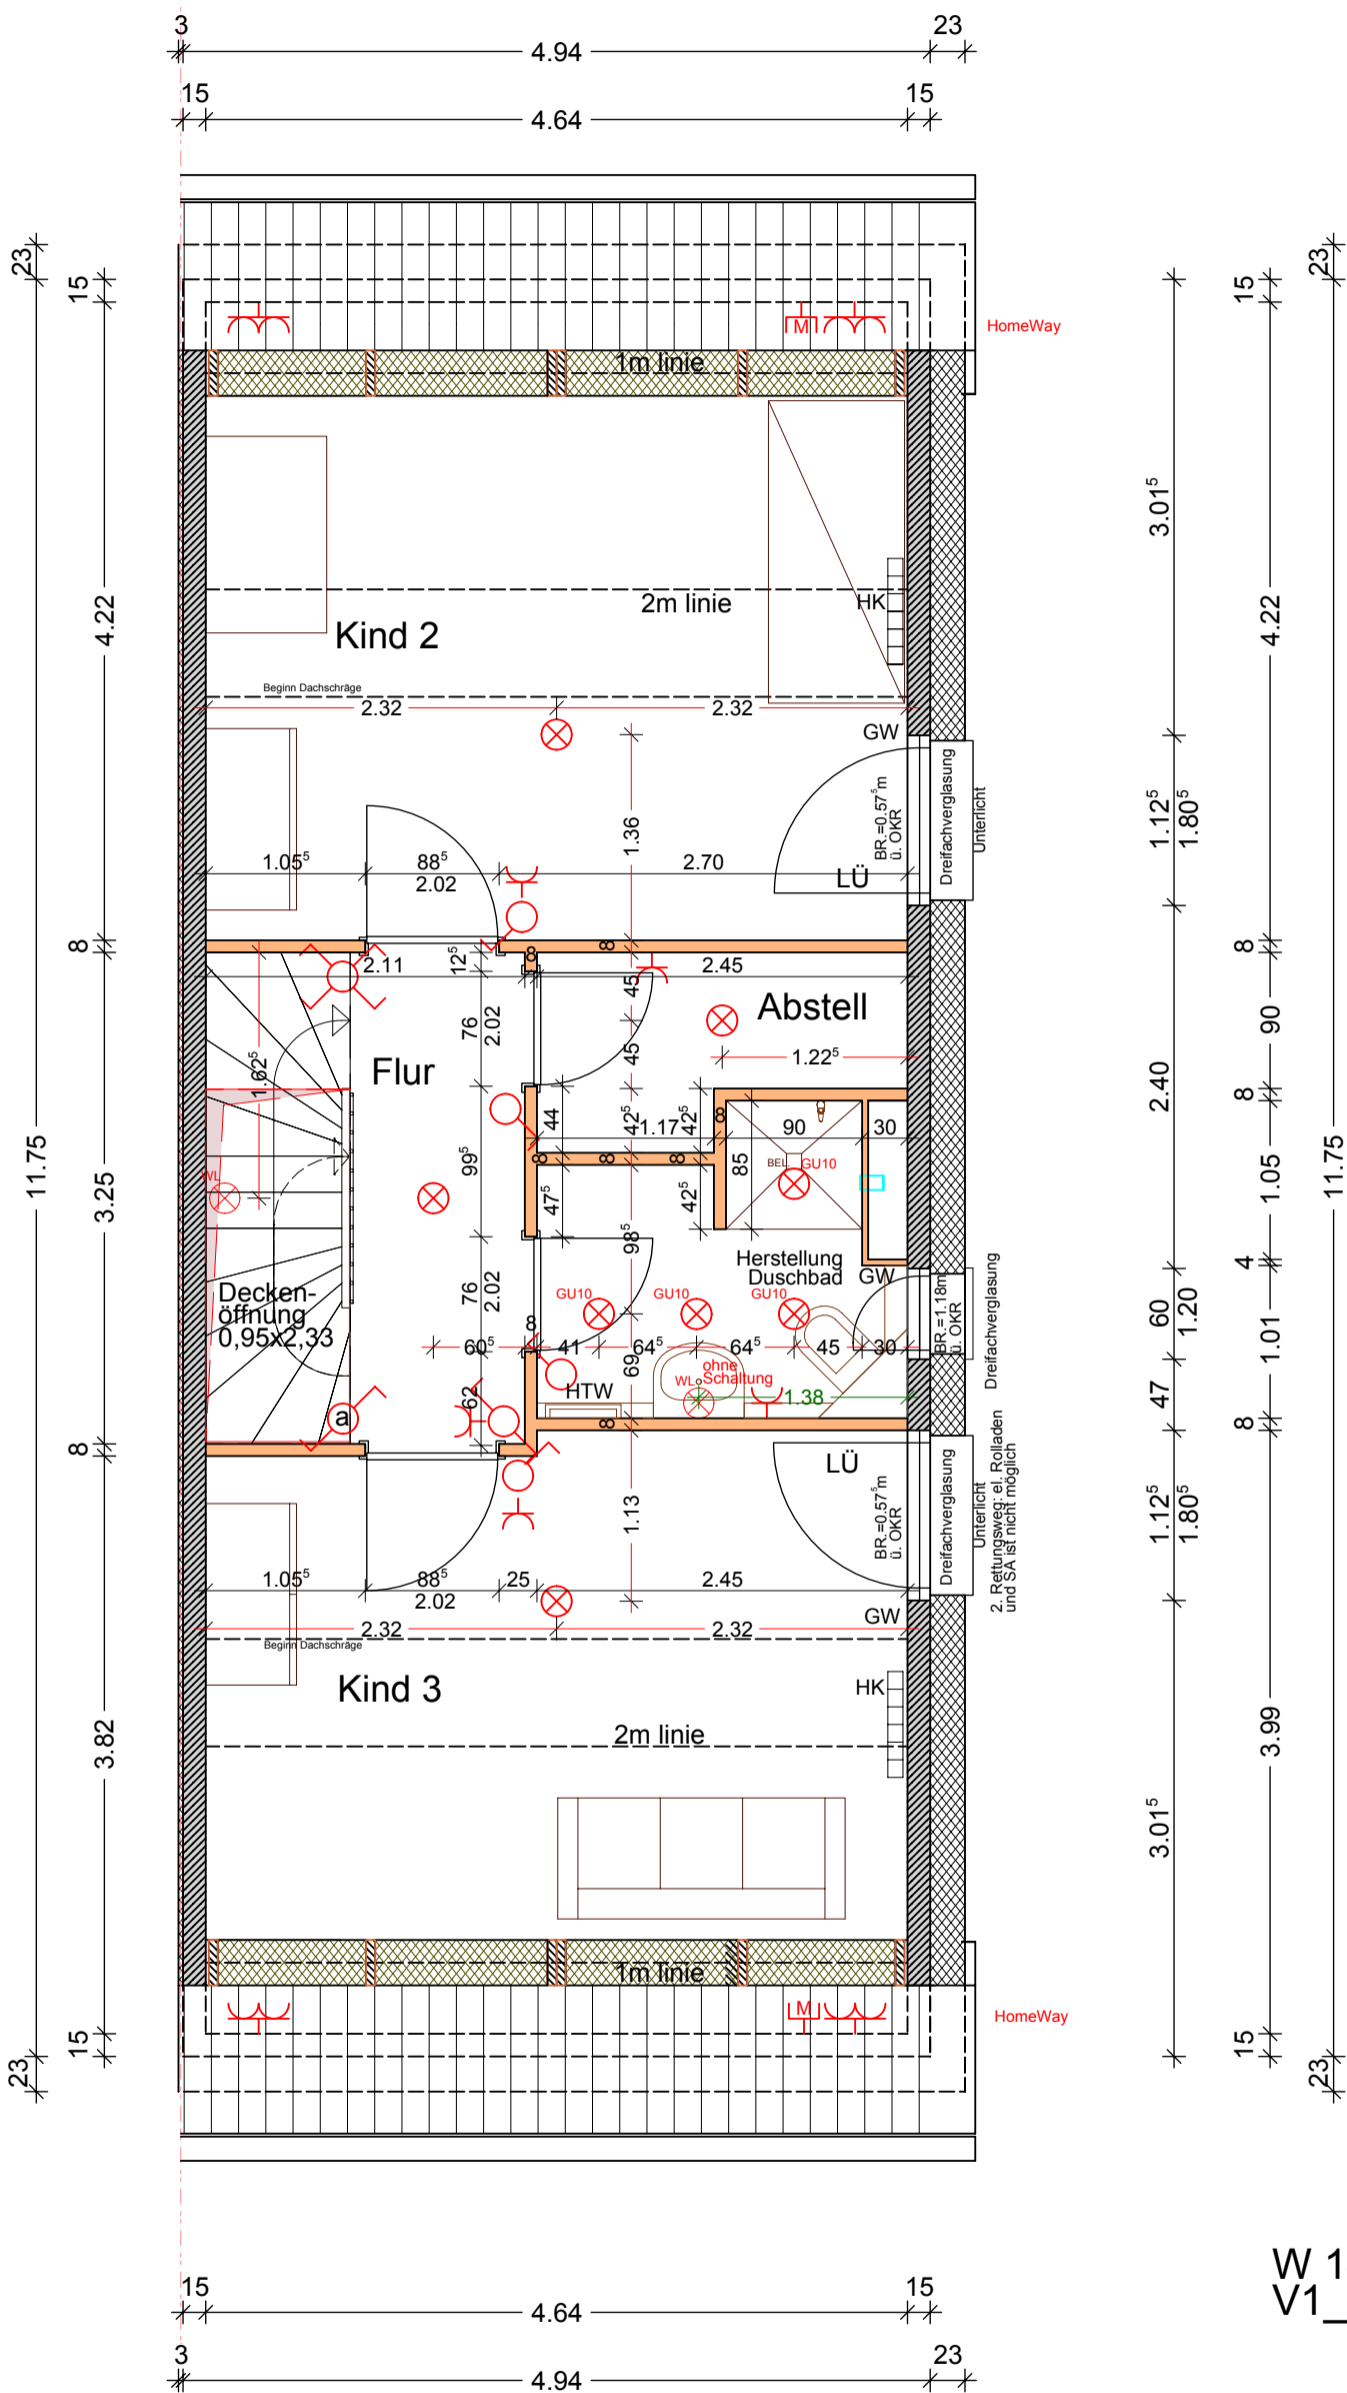 3
4.94
23
15
4.64
15
23
15
15
23
HomeWay
M
1m linie
3.01⁵
4.22
4.22
2m linie
HK
Kind 2
Beginn Dachschräge
2.32
2.32
GW
BR.=0.57⁵m
ü. OKR
Dreifachverglasung
Unterlicht
1.12⁵
1.80⁵
1.36
1.05⁵
88⁵
2.02
2.70
LÜ
8
8
8
8
2.11
12⁵
45
2.45
Abstell
90
76
2.02
1.62⁵
Flur
45
1.22⁵
2.40
8
11.75
11.75
3.25
44
42⁵
42⁵
1.17
8
90
30
99⁵
8
8
8
85
BEL
GU10
1.05
WL
47⁵
42⁵
98⁵
Herstellung
Duschbad
GW
4
Decken-
öffnung
0,95x2,33
76
2.02
GU10
GU10
GU10
BR.=1.18m
ü. OKR
Dreifachverglasung
60
1.20
1.01
8
60⁵
41
64⁵
64⁵
45
30
69
ohne
Schaltung
WL
HTW
1.38
62
47
a
8
8
8
LÜ
BR.=0.57⁵m
ü. OKR
Dreifachverglasung
Unterlicht
2. Rettungsweg: el. Rolladen
und SA ist nicht möglich
1.12⁵
1.80⁵
1.13
1.05⁵
88⁵
2.02
25
2.45
GW
2.32
2.32
Beginn Dachschräge
Kind 3
HK
2m linie
3.82
3.99
3.01⁵
1m linie
M
HomeWay
15
23
15
23
W 1
V1_
15
4.64
15
3
4.94
23